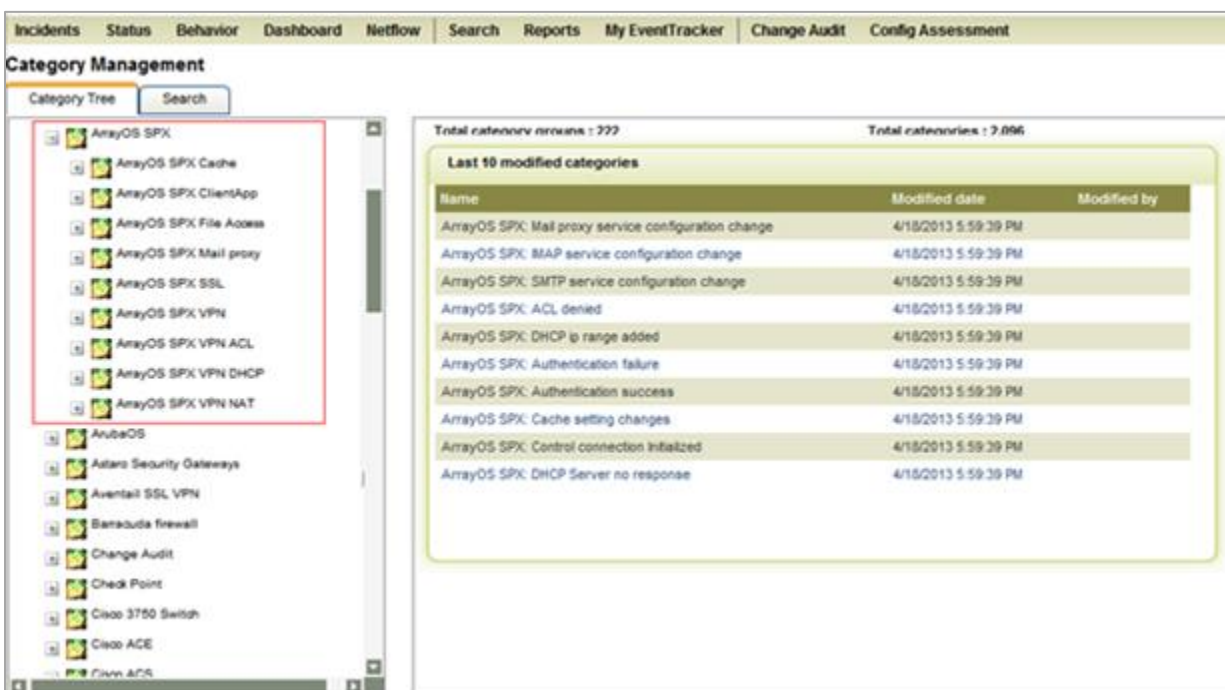 Incidents Status Behavior Dashboard Netflow Search Reports My EventTracker Change Audit Config Assessment
Category Management
Category Tree Search
ArrayOS SPX
ArrayOS SPX Cache
ArrayOS SPX ClientApp
ArrayOS SPX File Access
ArrayOS SPX Mail proxy
ArrayOS SPX SSL
ArrayOS SPX VPN
ArrayOS SPX VPN ACL
ArrayOS SPX VPN DHCP
ArrayOS SPX VPN NAT
ArubaOS
Astaro Security Gateways
Aventail SSL VPN
Barracuda firewall
Change Audit
Check Point
Cisco 3750 Switch
Cisco ACE
Cisco ACS
Total category groups : 222 Total categories : 2,096
Last 10 modified categories
Name Modified date Modified by
ArrayOS SPX: Mail proxy service configuration change 4/18/2013 5:59:39 PM
ArrayOS SPX: IMAP service configuration change 4/18/2013 5:59:39 PM
ArrayOS SPX: SMTP service configuration change 4/18/2013 5:59:39 PM
ArrayOS SPX: ACL denied 4/18/2013 5:59:39 PM
ArrayOS SPX: DHCP ip range added 4/18/2013 5:59:39 PM
ArrayOS SPX: Authentication failure 4/18/2013 5:59:39 PM
ArrayOS SPX: Authentication success 4/18/2013 5:59:39 PM
ArrayOS SPX: Cache setting changes 4/18/2013 5:59:39 PM
ArrayOS SPX: Control connection Initialized 4/18/2013 5:59:39 PM
ArrayOS SPX: DHCP Server no response 4/18/2013 5:59:39 PM